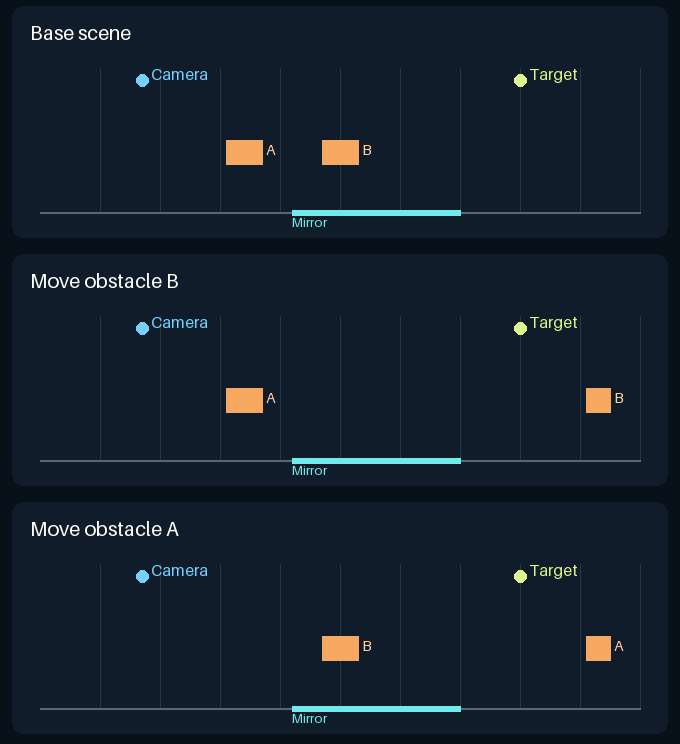 Base scene
Camera
Target
A
B
Mirror
Move obstacle B
Camera
Target
A
B
Mirror
Move obstacle A
Camera
Target
B
A
Mirror